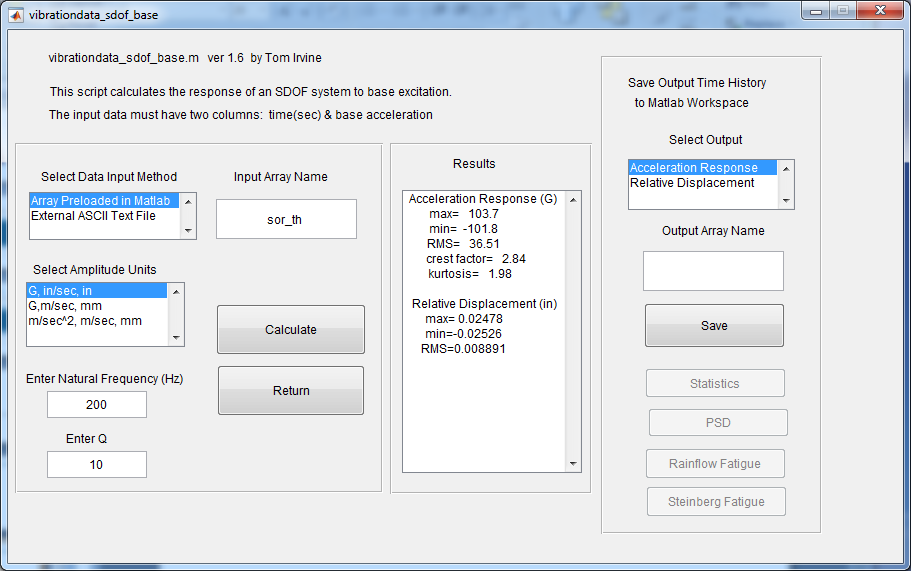 vibrationdata_sdof_base
vibrationdata_sdof_base.m ver 1.6 by Tom Irvine
This script calculates the response of an SDOF system to base excitation.
The input data must have two columns: time(sec) & base acceleration
Select Data Input Method
Array Preloaded in Matlab
External ASCII Text File
Input Array Name
sor_th
Select Amplitude Units
G, in/sec, in
G,m/sec, mm
m/sec^2, m/sec, mm
Calculate
Return
Enter Natural Frequency (Hz)
200
Enter Q
10
Results
Acceleration Response (G)
max= 103.7
min= -101.8
RMS= 36.51
crest factor= 2.84
kurtosis= 1.98
Relative Displacement (in)
max= 0.02478
min=-0.02526
RMS=0.008891
Save Output Time History
to Matlab Workspace
Select Output
Acceleration Response
Relative Displacement
Output Array Name
Save
Statistics
PSD
Rainflow Fatigue
Steinberg Fatigue